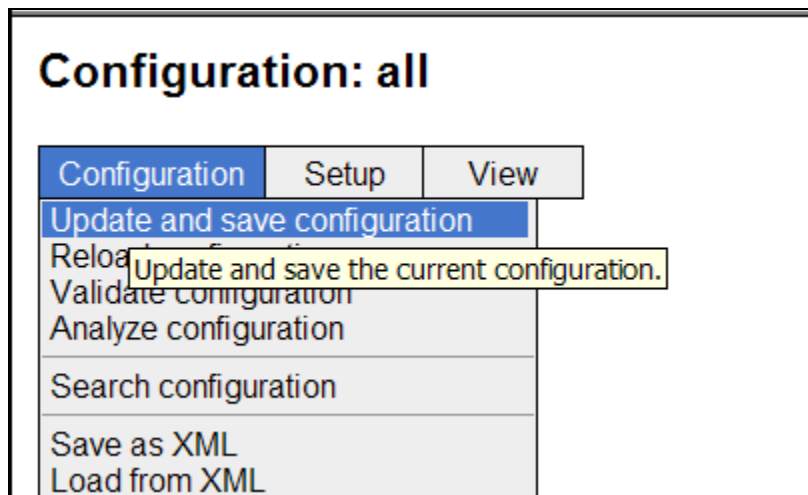 Configuration: all
Configuration Setup View
Update and save configuration
Update and save the current configuration.
Validate configuration
Analyze configuration
Search configuration
Save as XML
Load from XML